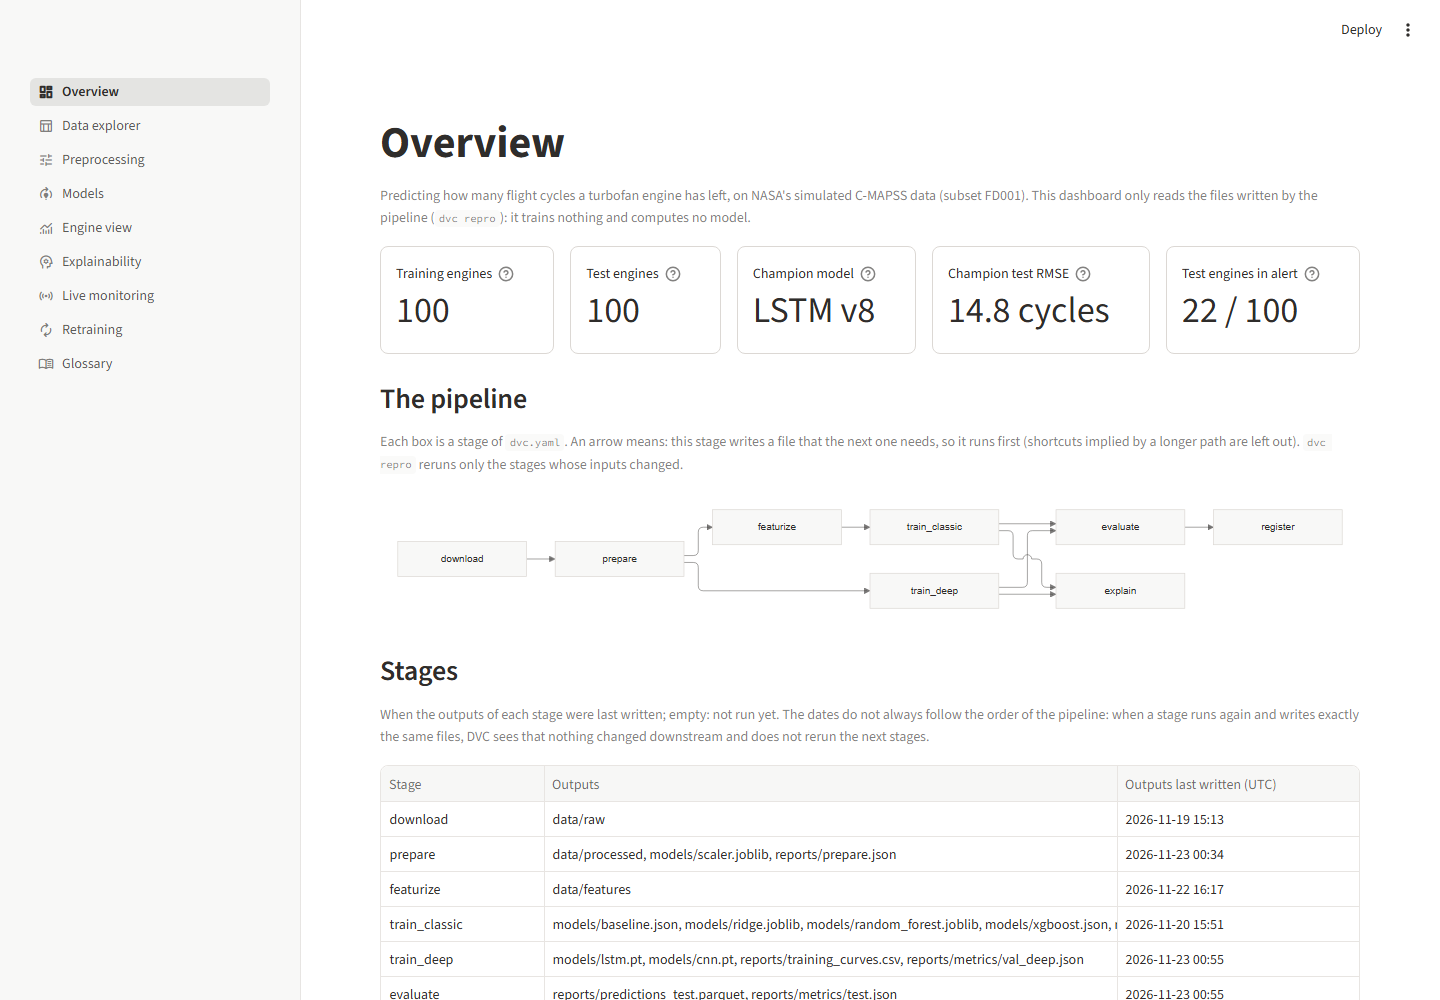 Deploy
Overview
Data explorer
Preprocessing
Models
Engine view
Explainability
Live monitoring
Retraining
Glossary
Overview
Predicting how many flight cycles a turbofan engine has left, on NASA's simulated C-MAPSS data (subset FD001). This dashboard only reads the files written by the
pipeline ( dvc repro ): it trains nothing and computes no model.
Training engines
100
Test engines
100
Champion model
LSTM v8
Champion test RMSE
14.8 cycles
Test engines in alert
22 / 100
The pipeline
Each box is a stage of dvc.yaml . An arrow means: this stage writes a file that the next one needs, so it runs first (shortcuts implied by a longer path are left out). dvc
repro reruns only the stages whose inputs changed.
download
prepare
featurize
train_classic
train_deep
evaluate
explain
register
Stages
When the outputs of each stage were last written; empty: not run yet. The dates do not always follow the order of the pipeline: when a stage runs again and writes exactly
the same files, DVC sees that nothing changed downstream and does not rerun the next stages.
Stage Outputs Outputs last written (UTC)
download data/raw 2026-11-19 15:13
prepare data/processed, models/scaler.joblib, reports/prepare.json 2026-11-23 00:34
featurize data/features 2026-11-22 16:17
train_classic models/baseline.json, models/ridge.joblib, models/random_forest.joblib, models/xgboost.json, 2026-11-20 15:51
train_deep models/lstm.pt, models/cnn.pt, reports/training_curves.csv, reports/metrics/val_deep.json 2026-11-23 00:55
evaluate reports/predictions_test.parquet, reports/metrics/test.json 2026-11-23 00:55